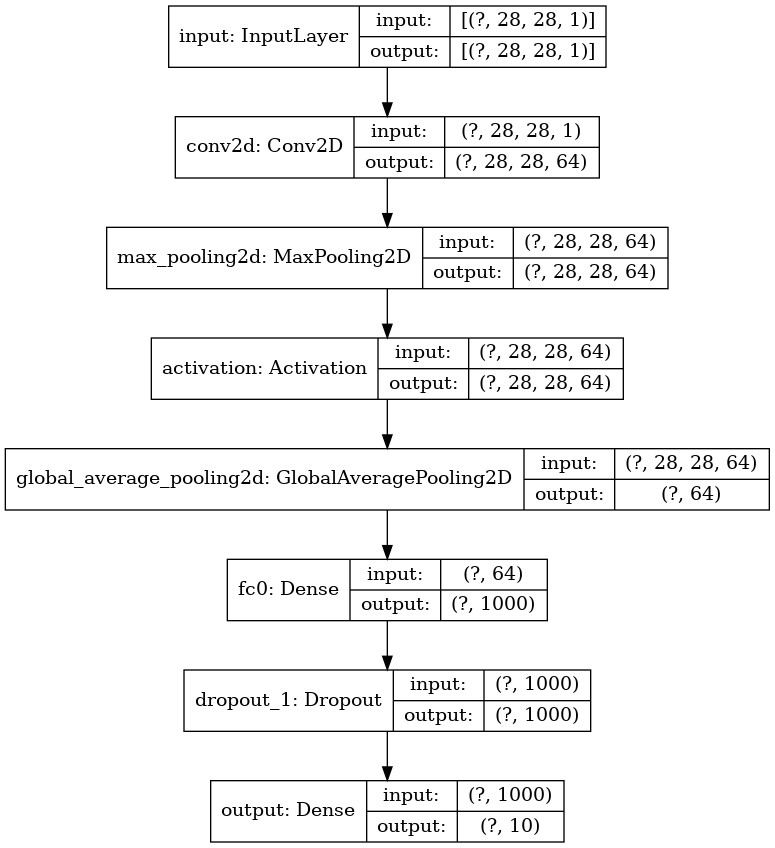 input: InputLayer
input:
[(?, 28, 28, 1)]
output:
[(?, 28, 28, 1)]
conv2d: Conv2D
input:
(?, 28, 28, 1)
output:
(?, 28, 28, 64)
max_pooling2d: MaxPooling2D
input:
(?, 28, 28, 64)
output:
(?, 28, 28, 64)
activation: Activation
input:
(?, 28, 28, 64)
output:
(?, 28, 28, 64)
global_average_pooling2d: GlobalAveragePooling2D
input:
(?, 28, 28, 64)
output:
(?, 64)
fc0: Dense
input:
(?, 64)
output:
(?, 1000)
dropout_1: Dropout
input:
(?, 1000)
output:
(?, 1000)
output: Dense
input:
(?, 1000)
output:
(?, 10)